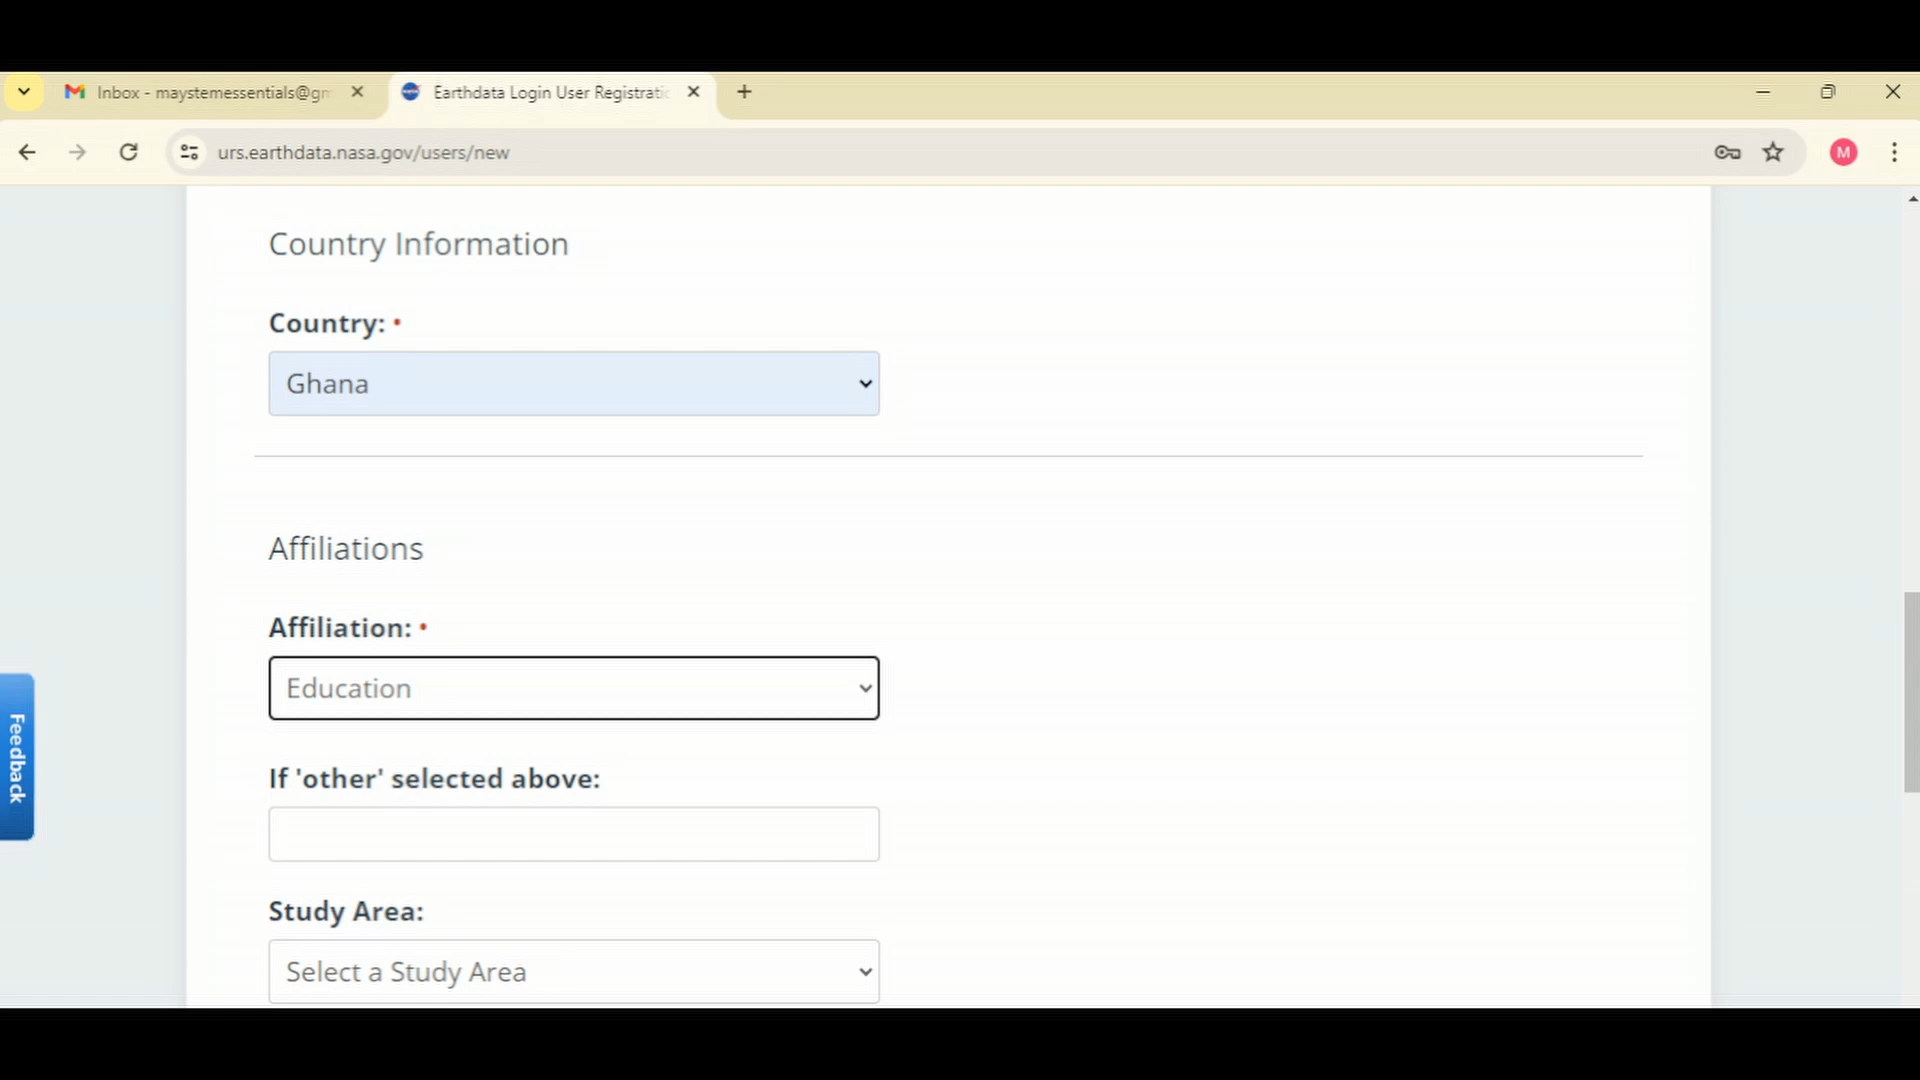 Inbox - maystemessentials@gm
Earthdata Login User Registratio
urs.earthdata.nasa.gov/users/new
M
Country Information
Country: •
Ghana
Affiliations
Affiliation: •
Education
If 'other' selected above:
Study Area:
Select a Study Area
Feedback